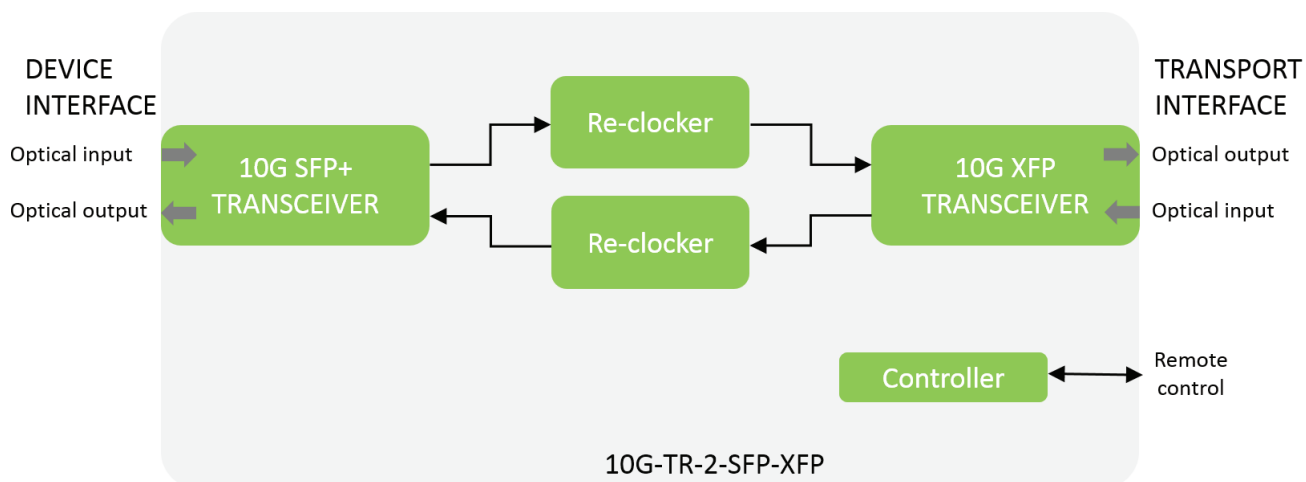 DEVICE
INTERFACE
Optical input
Optical output
10G SFP+
TRANSCEIVER
Re-clocker
Re-clocker
10G XFP
TRANSCEIVER
TRANSPORT
INTERFACE
Optical output
Optical input
Controller
Remote
control
10G-TR-2-SFP-XFP